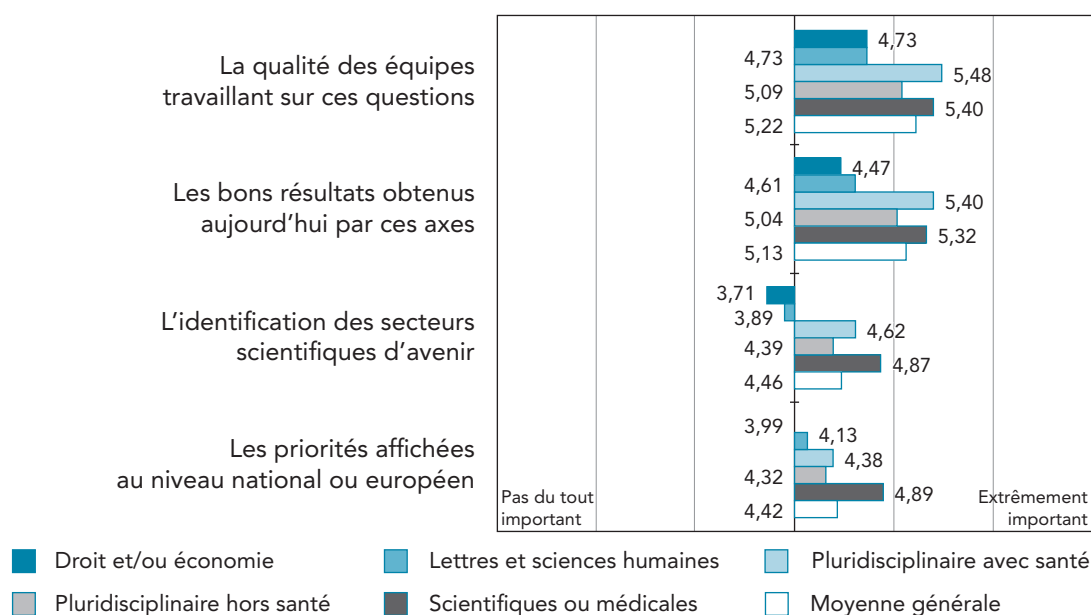 La qualité des équipes
travaillant sur ces questions
4,73
4,73
5,48
5,09
5,40
5,22
Les bons résultats obtenus
aujourd'hui par ces axes
4,47
4,61
5,40
5,04
5,32
5,13
L'identification des secteurs
scientifiques d'avenir
3,71
3,89
4,62
4,39
4,87
4,46
Les priorités affichées
au niveau national ou européen
3,99
4,13
4,38
4,32
4,89
4,42
Pas du tout
important
Extrêmement
important
Droit et/ou économie
Lettres et sciences humaines
Pluridisciplinaire avec santé
Pluridisciplinaire hors santé
Scientifiques ou médicales
Moyenne générale